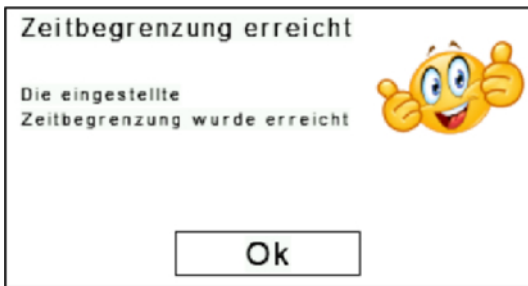 Zeitbegrenzung erreicht
Die eingestellte
Zeitbegrenzung wurde erreicht
Ok